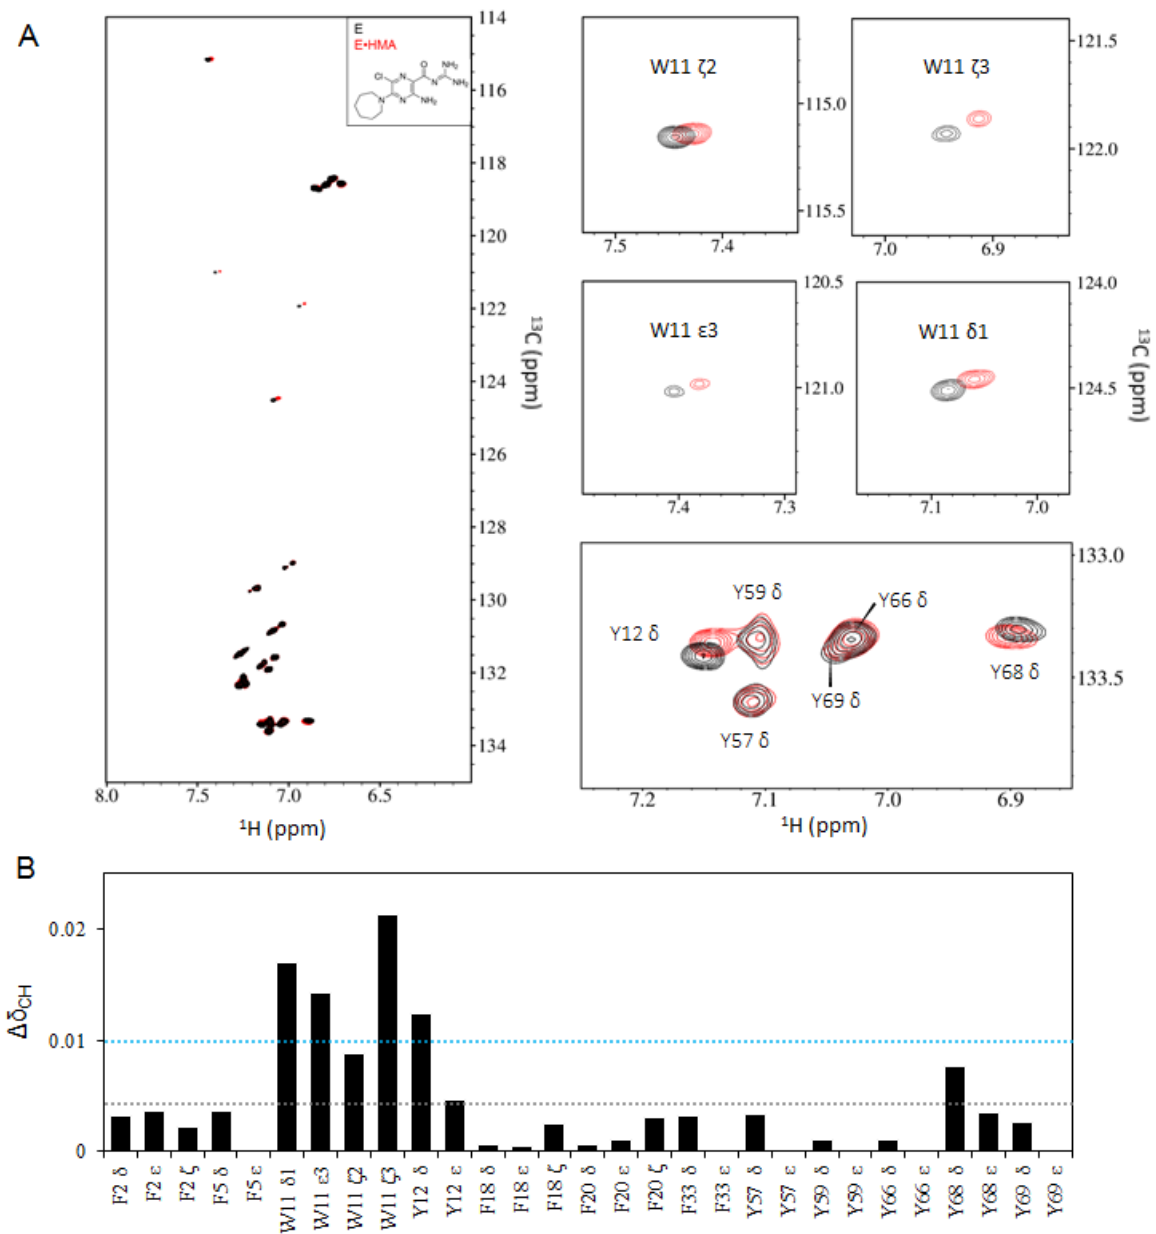 A
E
E•HMA
Cl
N
N
N
O
N
NH₂
NH₂
NH₂
114
116
118
120
122
124
126
128
130
132
134
¹³C (ppm)
8.0 7.5 7.0 6.5
¹H (ppm)
W11 ζ2
115.0
115.5
7.5 7.4
W11 ζ3
121.5
122.0
7.0 6.9
W11 ε3
120.5
121.0
7.4 7.3
W11 δ1
124.0
124.5
7.1 7.0
¹³C (ppm)
Y59 δ
Y66 δ
Y12 δ
Y69 δ
Y68 δ
Y57 δ
133.0
133.5
7.2 7.1 7.0 6.9
¹H (ppm)
B
ΔδCH
0.02
0.01
0
F2 δ
F2 ε
F2 ζ
F5 δ
F5 ε
W11 δ1
W11 ε3
W11 ζ2
W11 ζ3
Y12 δ
Y12 ε
F18 δ
F18 ε
F18 ζ
F20 δ
F20 ε
F20 ζ
F33 δ
F33 ε
Y57 δ
Y57 ε
Y59 δ
Y59 ε
Y66 δ
Y66 ε
Y68 δ
Y68 ε
Y69 δ
Y69 ε